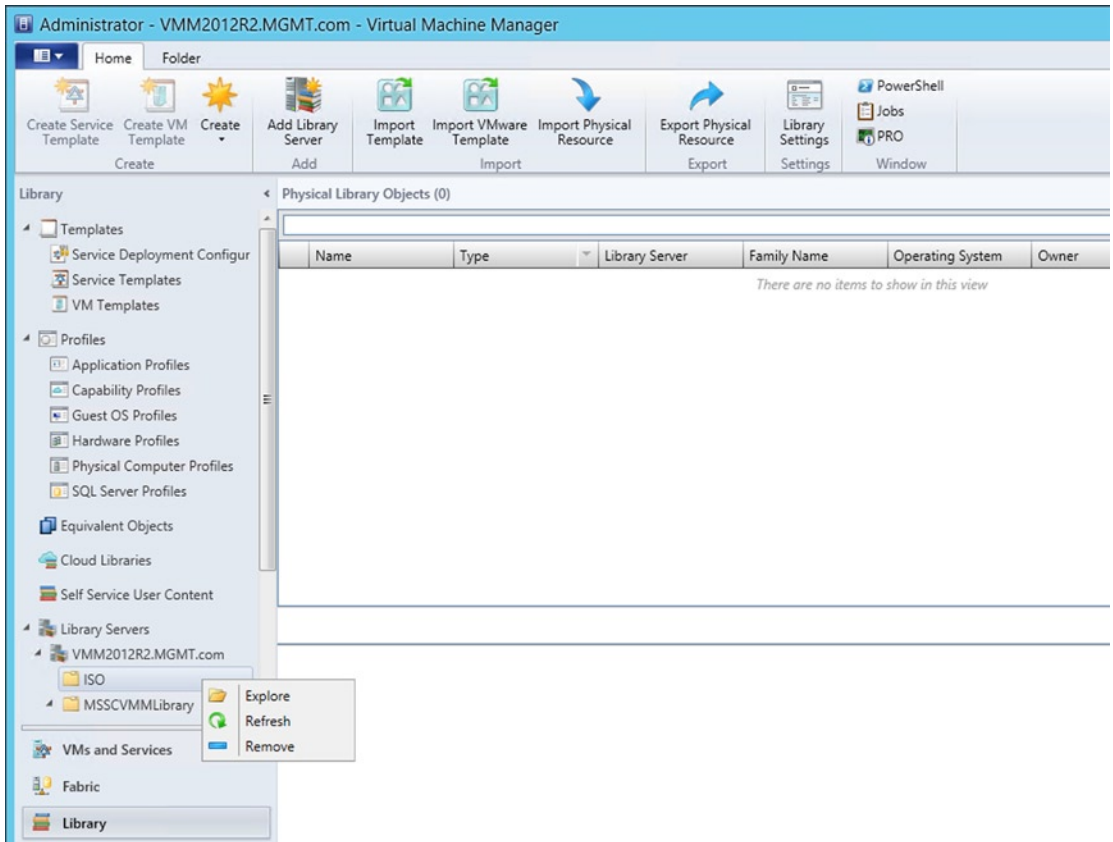 Administrator - VMM2012R2.MGMT.com - Virtual Machine Manager
Home Folder
Create Service Template
Create VM Template
Create
Create
Add Library Server
Add
Import Template
Import VMware Template
Import Physical Resource
Import
Export Physical Resource
Export
Library Settings
Settings
PowerShell
Jobs
PRO
Window
Library
Templates
Service Deployment Configur
Service Templates
VM Templates
Profiles
Application Profiles
Capability Profiles
Guest OS Profiles
Hardware Profiles
Physical Computer Profiles
SQL Server Profiles
Equivalent Objects
Cloud Libraries
Self Service User Content
Library Servers
VMM2012R2.MGMT.com
ISO
MSSCVMMLibrary
Explore
Refresh
Remove
VMs and Services
Fabric
Library
Physical Library Objects (0)
Name Type Library Server Family Name Operating System Owner
There are no items to show in this view